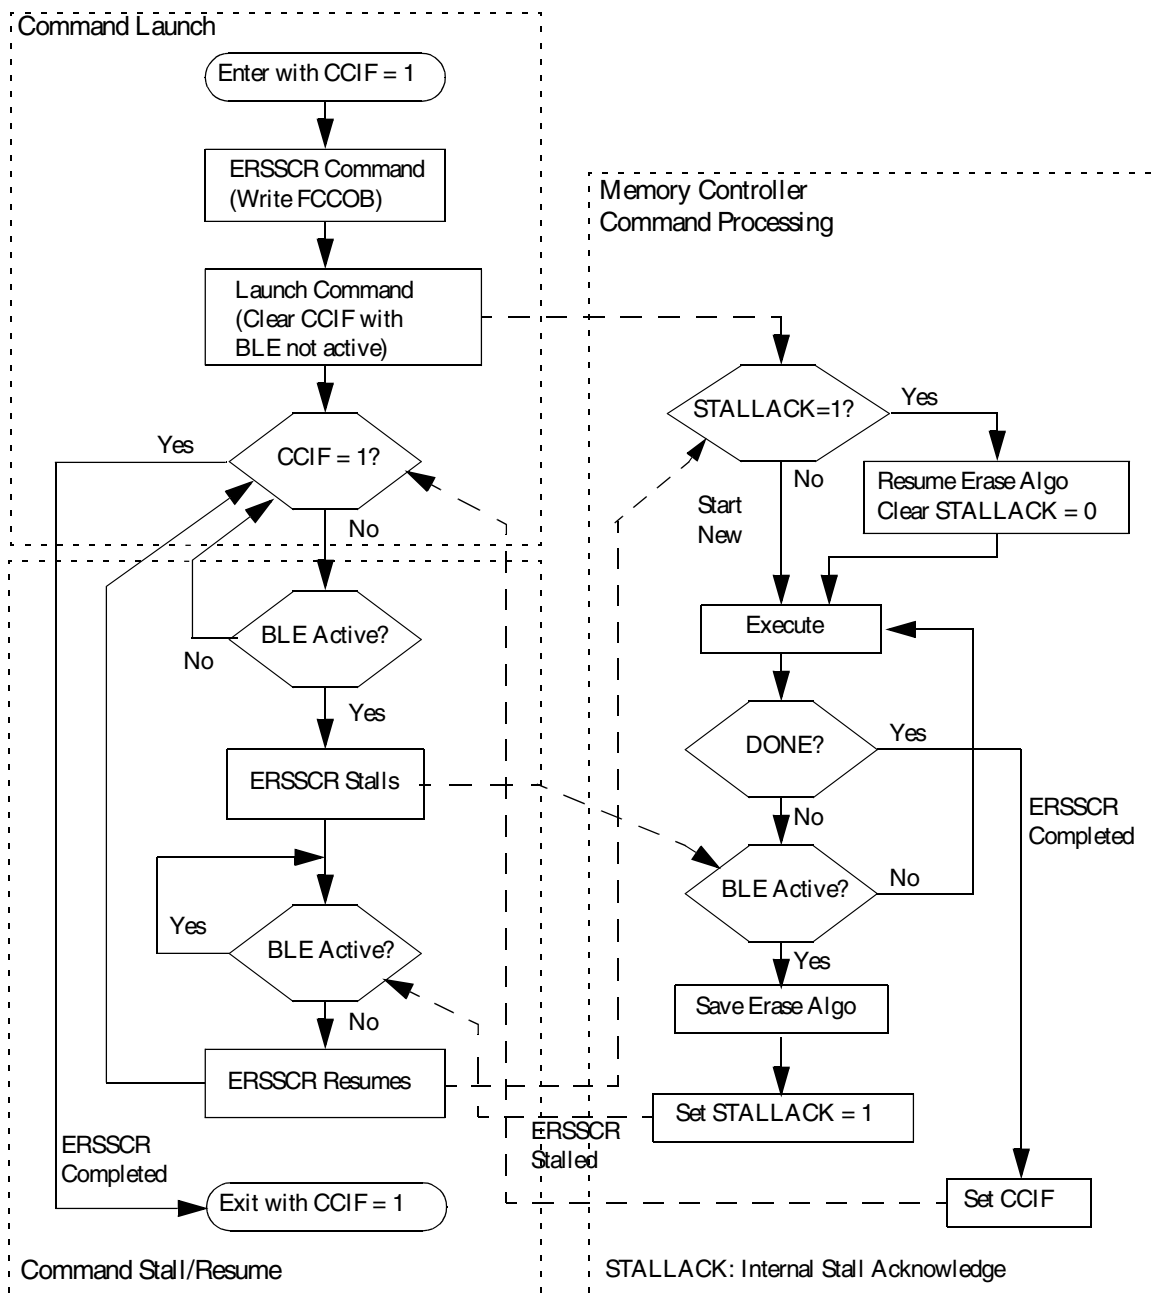 Command Launch
Enter with CCIF = 1
ERSSCR Command
(Write FCCOB)
Launch Command
(Clear CCIF with
BLE not active)
Yes
CCIF = 1?
No
BLE Active?
No
Yes
ERSSCR Stalls
Yes
BLE Active?
No
ERSSCR Resumes
ERSSCR
Completed
Exit with CCIF = 1
Command Stall/Resume
Memory Controller
Command Processing
STALLACK=1?
Yes
No
Start
New
Resume Erase Algo
Clear STALLACK = 0
Execute
DONE?
Yes
No
ERSSCR
Completed
BLE Active?
No
Yes
Save Erase Algo
Set STALLACK = 1
ERSSCR
Stalled
Set CCIF
STALLACK: Internal Stall Acknowledge